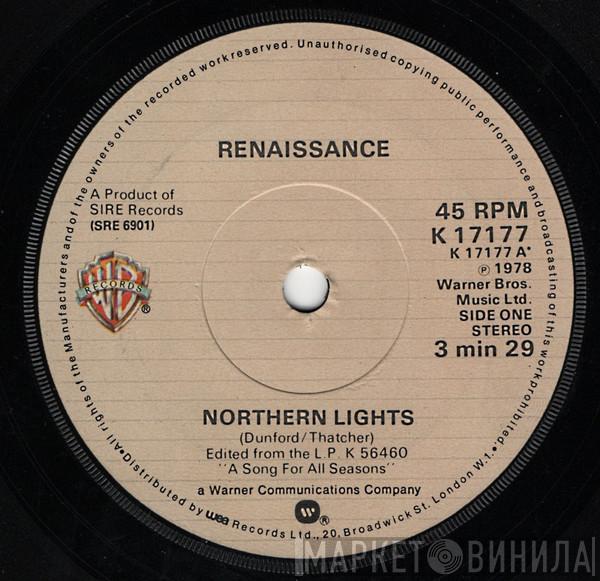 All rights of the Manufacturers and of the owners of the recorded work reserved. Unauthorised copying public performance and broadcasting of this work prohibited.
RENAISSANCE
A Product of
SIRE Records
(SRE 6901)
45 RPM
K 17177
K 17177 A*
℗ 1978
Warner Bros.
Music Ltd.
SIDE ONE
STEREO
3 min 29
WB
RECORDS
®
NORTHERN LIGHTS
(Dunford/Thatcher)
Edited from the L.P. K 56460
"A Song For All Seasons"
a Warner Communications Company
®
•Distributed by wea Records Ltd., 20, Broadwick St. London W.1.•
МАРКЕТ ВИНИЛА